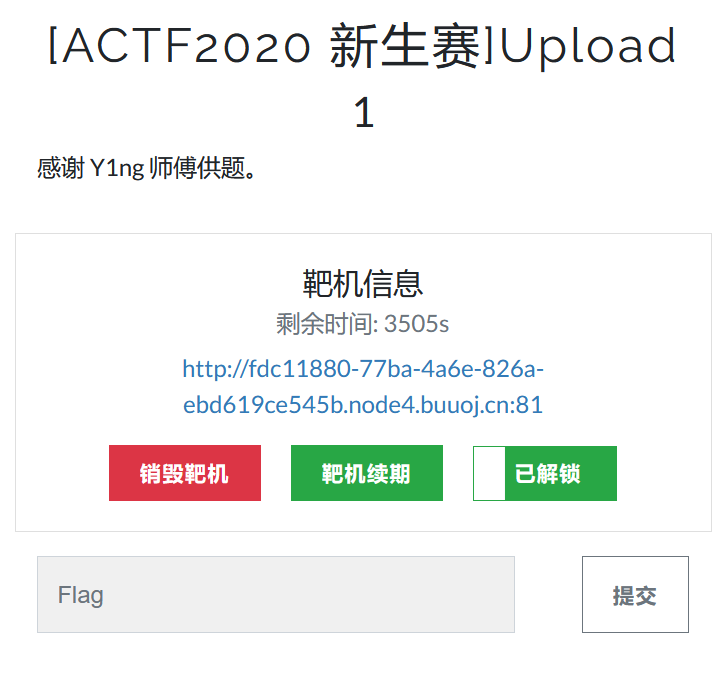 [ACTF2020 新生赛]Upload
1
感谢 Y1ng 师傅供题。
靶机信息
剩余时间: 3505s
http://fdc11880-77ba-4a6e-826a-
ebd619ce545b.node4.buuoj.cn:81
销毁靶机 靶机续期 已解锁
Flag 提交